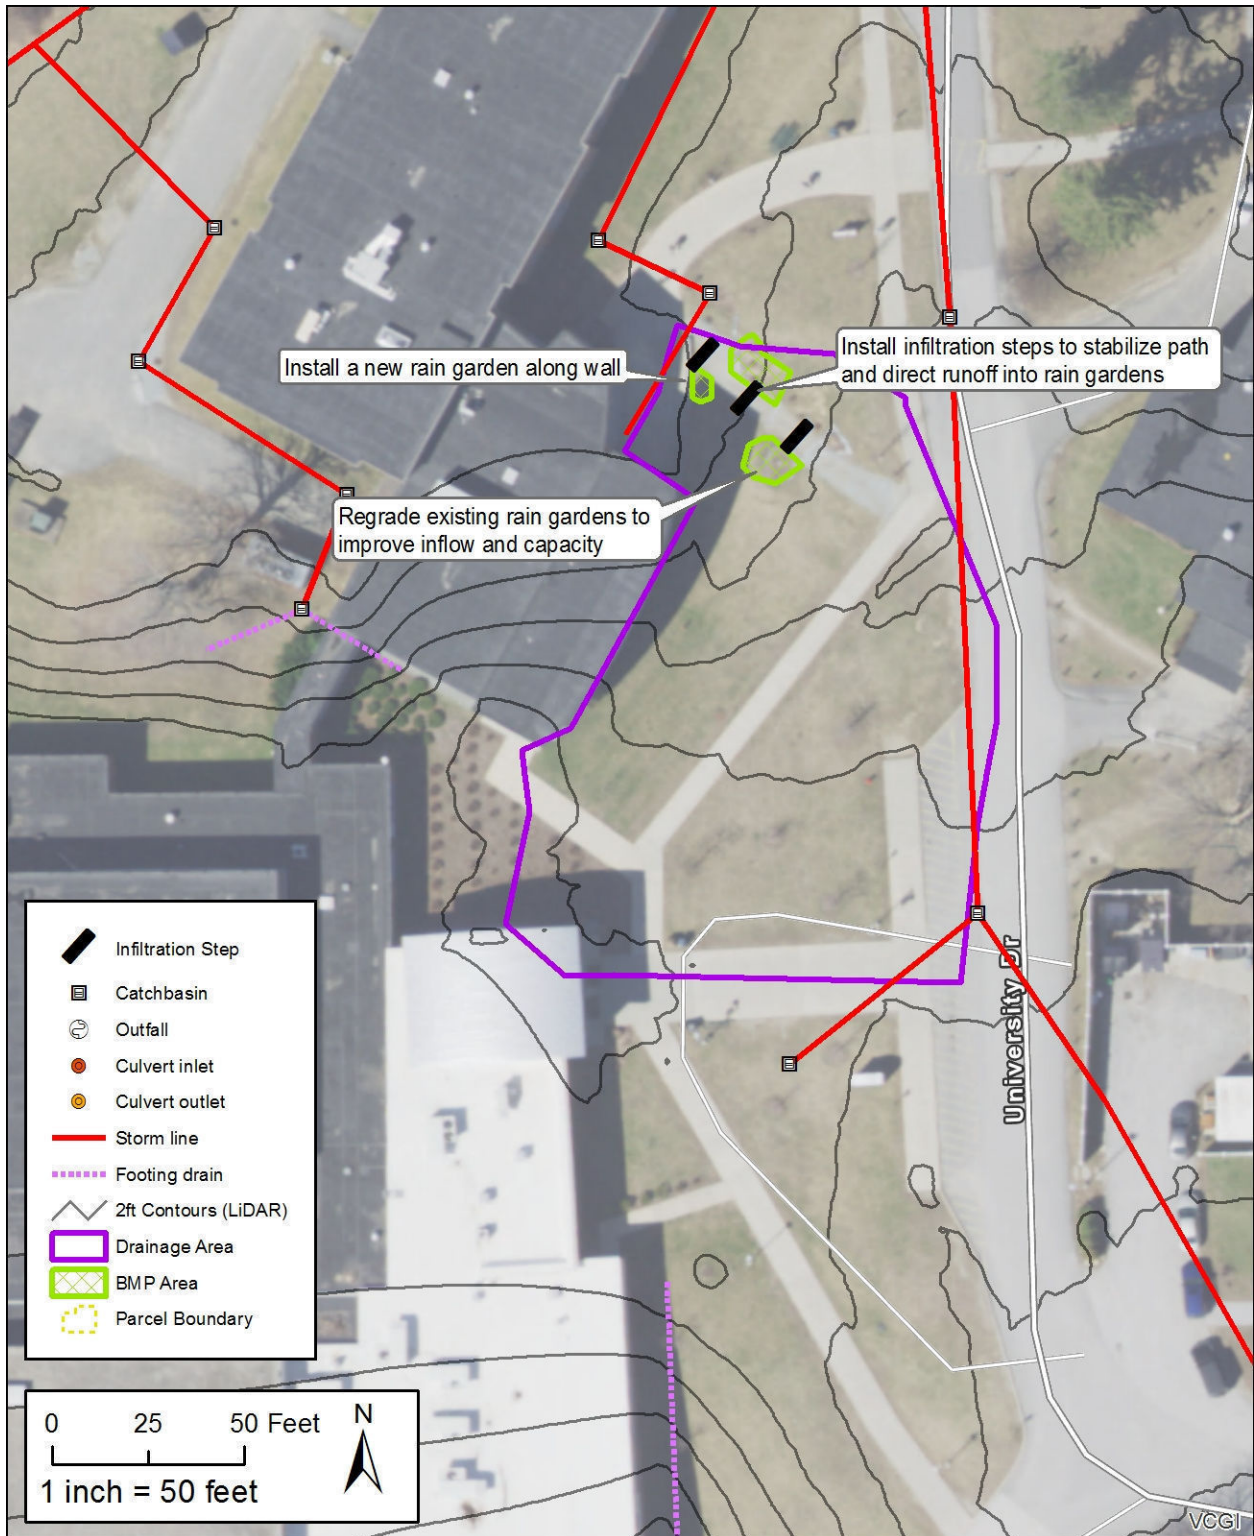 Install a new rain garden along wall
Install infiltration steps to stabilize path
and direct runoff into rain gardens
Regrade existing rain gardens to
improve inflow and capacity
University Dr
Infiltration Step
Catchbasin
Outfall
Culvert inlet
Culvert outlet
Storm line
Footing drain
2ft Contours (LiDAR)
Drainage Area
BMP Area
Parcel Boundary
0 25 50 Feet
N
1 inch = 50 feet
VCGI